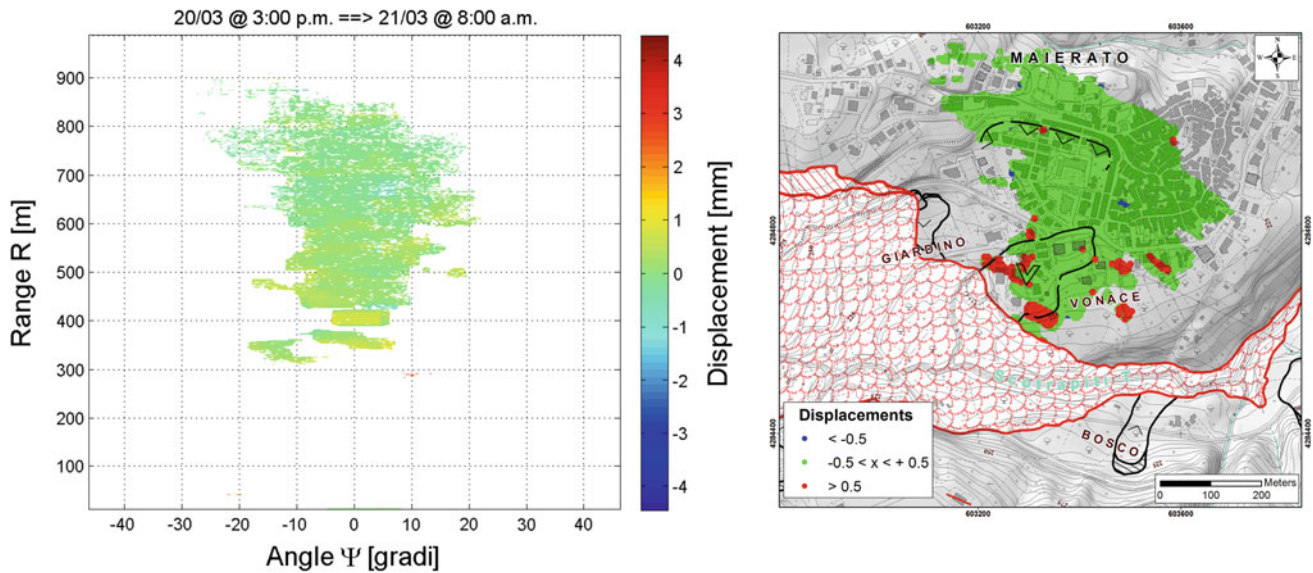 20/03 @ 3:00 p.m. ==> 21/03 @ 8:00 a.m.
Range R [m]
900
800
700
600
500
400
300
200
100
-40
-30
-20
-10
0
10
20
30
40
Angle Ψ [gradi]
4
3
2
1
0
-1
-2
-3
-4
Displacement [mm]
603200
603600
MAIERATO
N
W
E
S
4284800
4284800
GIARDINO
VONACE
Scotrapiti T.
BOSCO
4284400
4284400
Displacements
< -0.5
-0.5 < x < + 0.5
> 0.5
Meters
0
100
200
603200
603600